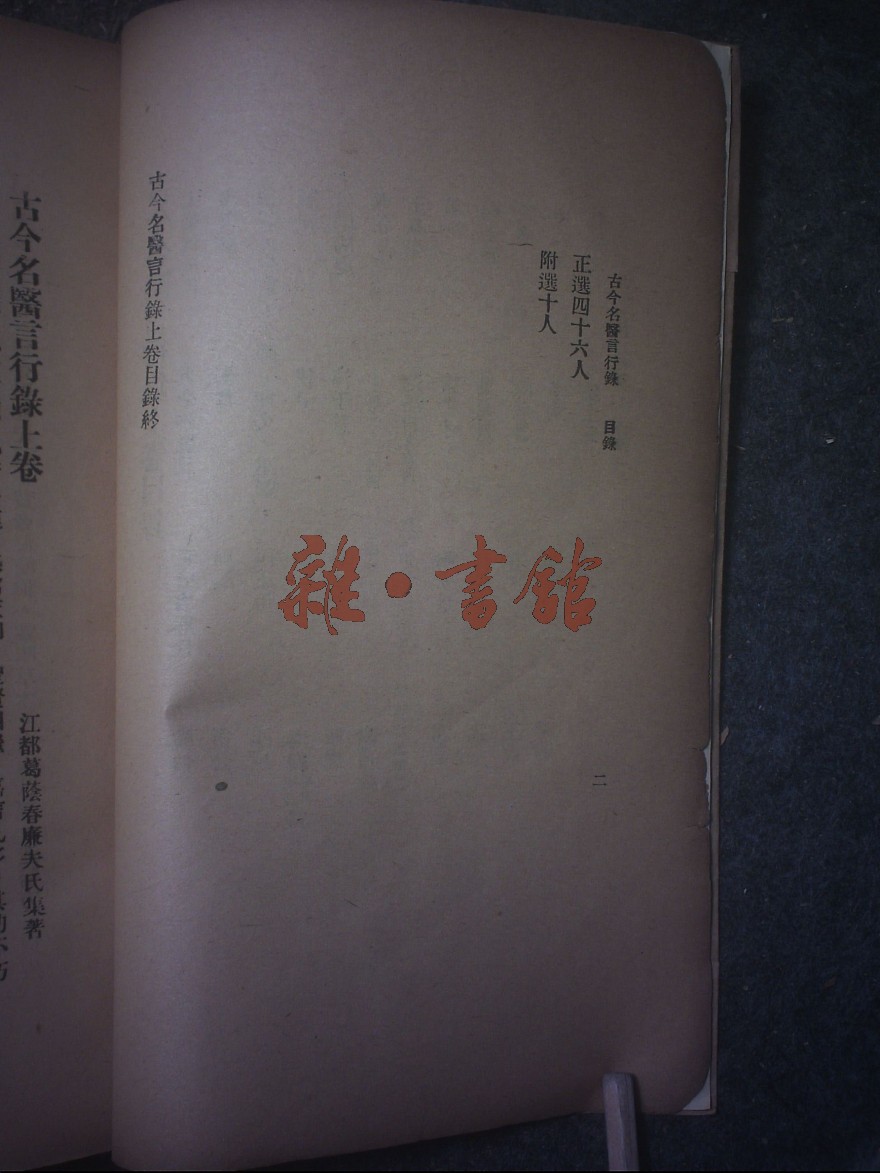 古今名醫言行錄 目錄
二
正選四十六人
附選十人
古今名醫言行錄上卷目錄終
古今名醫言行錄上卷
江都葛蔭春廉夫氏集著
雜·書館